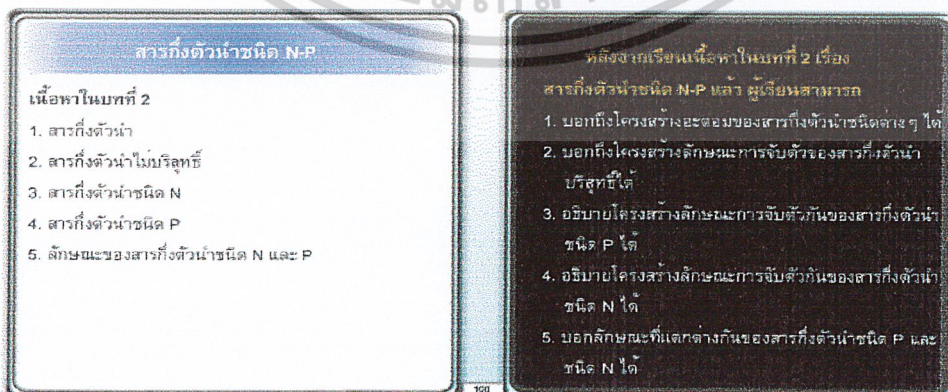 สารกึ่งตัวนำชนิด N-P
เนื้อหาในบทที่ 2
1. สารกึ่งตัวนำ
2. สารกึ่งตัวนำไม่บริสุทธิ์
3. สารกึ่งตัวนำชนิด N
4. สารกึ่งตัวนำชนิด P
5. ลักษณะของสารกึ่งตัวนำชนิด N และ P
หลังจากเรียนเนื้อหาในบทที่ 2 เรื่อง
สารกึ่งตัวนำชนิด N-P แล้ว ผู้เรียนสามารถ
1. บอกถึงโครงสร้างอะตอมของสารกึ่งตัวนำชนิดต่าง ๆ ได้
2. บอกถึงโครงสร้างลักษณะการจับตัวของสารกึ่งตัวนำ
บริสุทธิ์ได้
3. อธิบายโครงสร้างลักษณะการจับตัวกันของสารกึ่งตัวนำ
ชนิด P ได้
4. อธิบายโครงสร้างลักษณะการจับตัวกันของสารกึ่งตัวนำ
ชนิด N ได้
5. บอกลักษณะที่แตกต่างกันของสารกึ่งตัวนำชนิด P และ
ชนิด N ได้